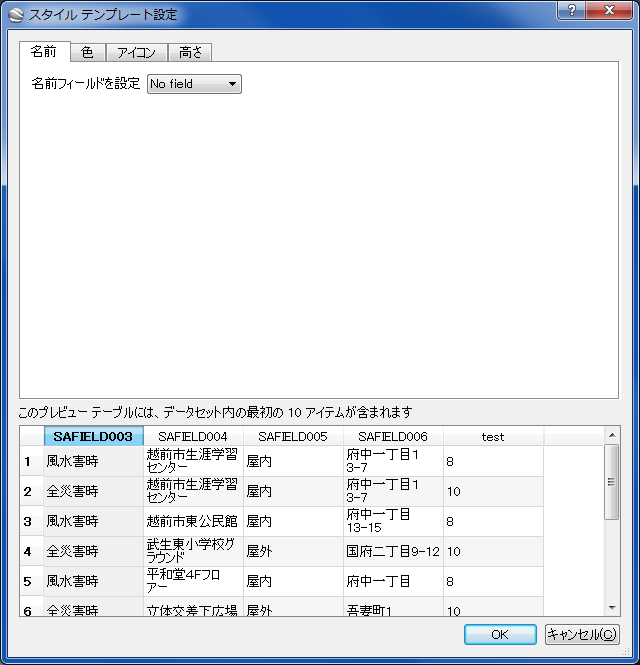 スタイル テンプレート設定
名前 色 アイコン 高さ
名前フィールドを設定 No field
このプレビュー テーブルには、データセット内の最初の 10 アイテムが含まれます
SAFIELD003 SAFIELD004 SAFIELD005 SAFIELD006 test
1 風水害時 越前市生涯学習 屋内 府中一丁目1 8
センター 3-7
2 全災害時 越前市生涯学習 屋内 府中一丁目1 10
センター 3-7
3 風水害時 越前市東公民館 屋内 府中一丁目 8
13-15
4 全災害時 武生東小学校グ 屋外 国府二丁目9-12 10
ラウンド
5 風水害時 平和堂4Fフロ 屋内 府中一丁目 8
アー
6 全災害時 立体交差下広場 屋外 吾妻町1 10
OK キャンセル(C)